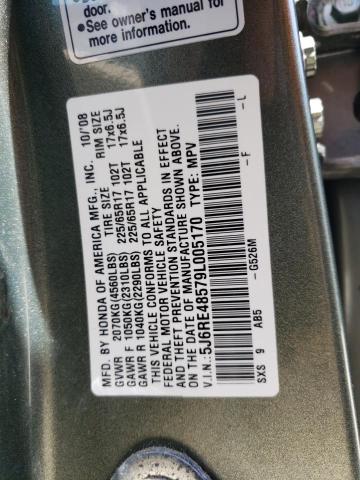 door.
•See owner's manual for
more information.
MFD. BY HONDA OF AMERICA MFG., INC. 10/'08
TIRE SIZE RIM SIZE
GVWR 2070KG(4560LBS)
GAWR F 1050KG(2310LBS) 225/65R17 102T 17x6.5J
GAWR R 1040KG(2290LBS) 225/65R17 102T 17x6.5J
THIS VEHICLE CONFORMS TO ALL APPLICABLE
FEDERAL MOTOR VEHICLE SAFETY
AND THEFT PREVENTION STANDARDS IN EFFECT
ON THE DATE OF MANUFACTURE SHOWN ABOVE.
V.I.N.:5J6RE48579L005170 TYPE: MPV
SXS 9 AB5 -G526M -F -L